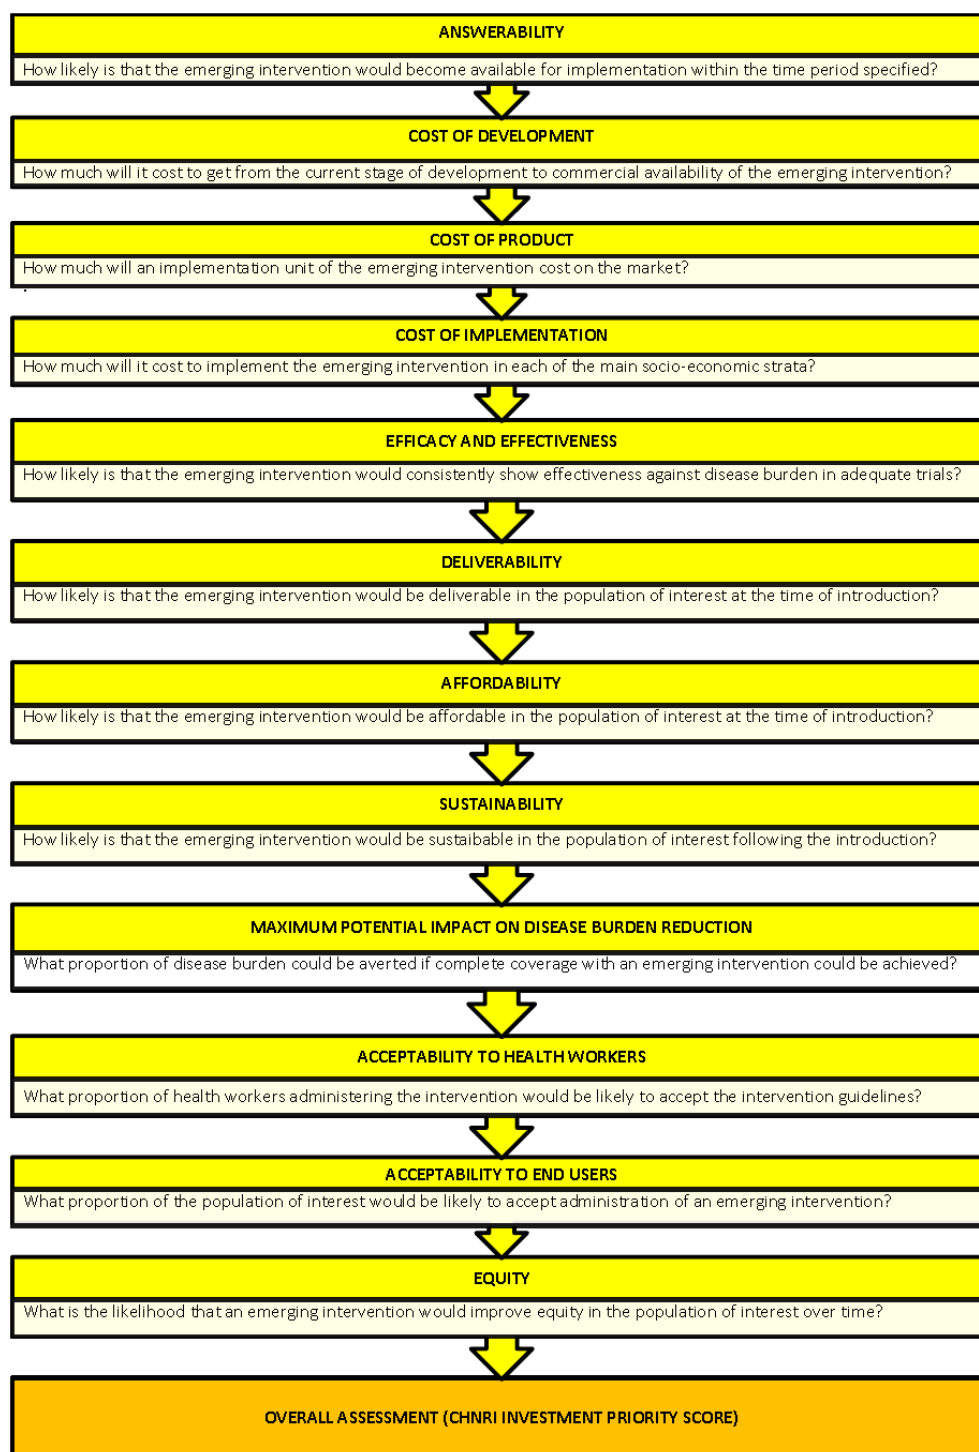 ANSWERABILITY
How likely is that the emerging intervention would become available for implementation within the time period specified?
COST OF DEVELOPMENT
How much will it cost to get from the current stage of development to commercial availability of the emerging intervention?
COST OF PRODUCT
How much will an implementation unit of the emerging intervention cost on the market?
.
COST OF IMPLEMENTATION
How much will it cost to implement the emerging intervention in each of the main socio-economic strata?
EFFICACY AND EFFECTIVENESS
How likely is that the emerging intervention would consistently show effectiveness against disease burden in adequate trials?
DELIVERABILITY
How likely is that the emerging intervention would be deliverable in the population of interest at the time of introduction?
AFFORDABILITY
How likely is that the emerging intervention would be affordable in the population of interest at the time of introduction?
SUSTAINABILITY
How likely is that the emerging intervention would be sustaibable in the population of interest following the introduction?
MAXIMUM POTENTIAL IMPACT ON DISEASE BURDEN REDUCTION
What proportion of disease burden could be averted if complete coverage with an emerging intervention could be achieved?
ACCEPTABILITY TO HEALTH WORKERS
What proportion of health workers administering the intervention would be likely to accept the intervention guidelines?
ACCEPTABILITY TO END USERS
What proportion of the population of interest would be likely to accept administration of an emerging intervention?
EQUITY
What is the likelihood that an emerging intervention would improve equity in the population of interest over time?
OVERALL ASSESSMENT (CHNRI INVESTMENT PRIORITY SCORE)